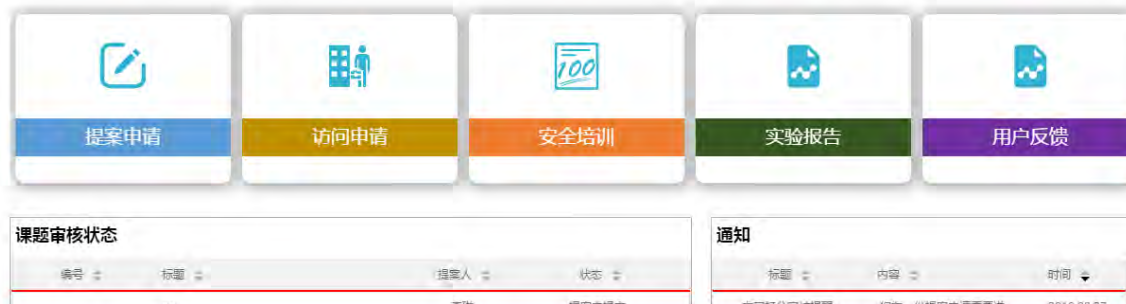 100
提案申请
访问申请
安全培训
实验报告
用户反馈
课题审核状态
通知
编号 标题 提案人 状态
标题 内容 时间